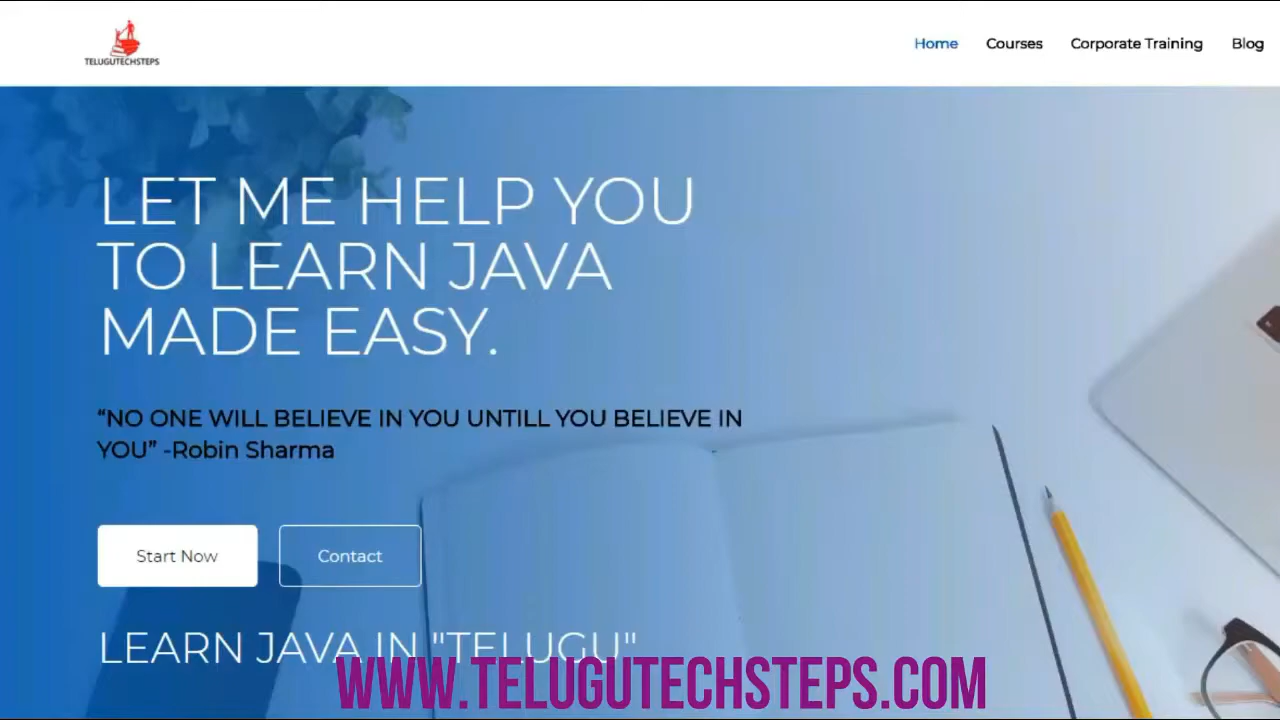 TELUGUTECHSTEPS
Home Courses Corporate Training Blog
LET ME HELP YOU
TO LEARN JAVA
MADE EASY.
“NO ONE WILL BELIEVE IN YOU UNTILL YOU BELIEVE IN
YOU” -Robin Sharma
Start Now Contact
LEARN JAVA IN "TELUGU"
WWW.TELUGUTECHSTEPS.COM